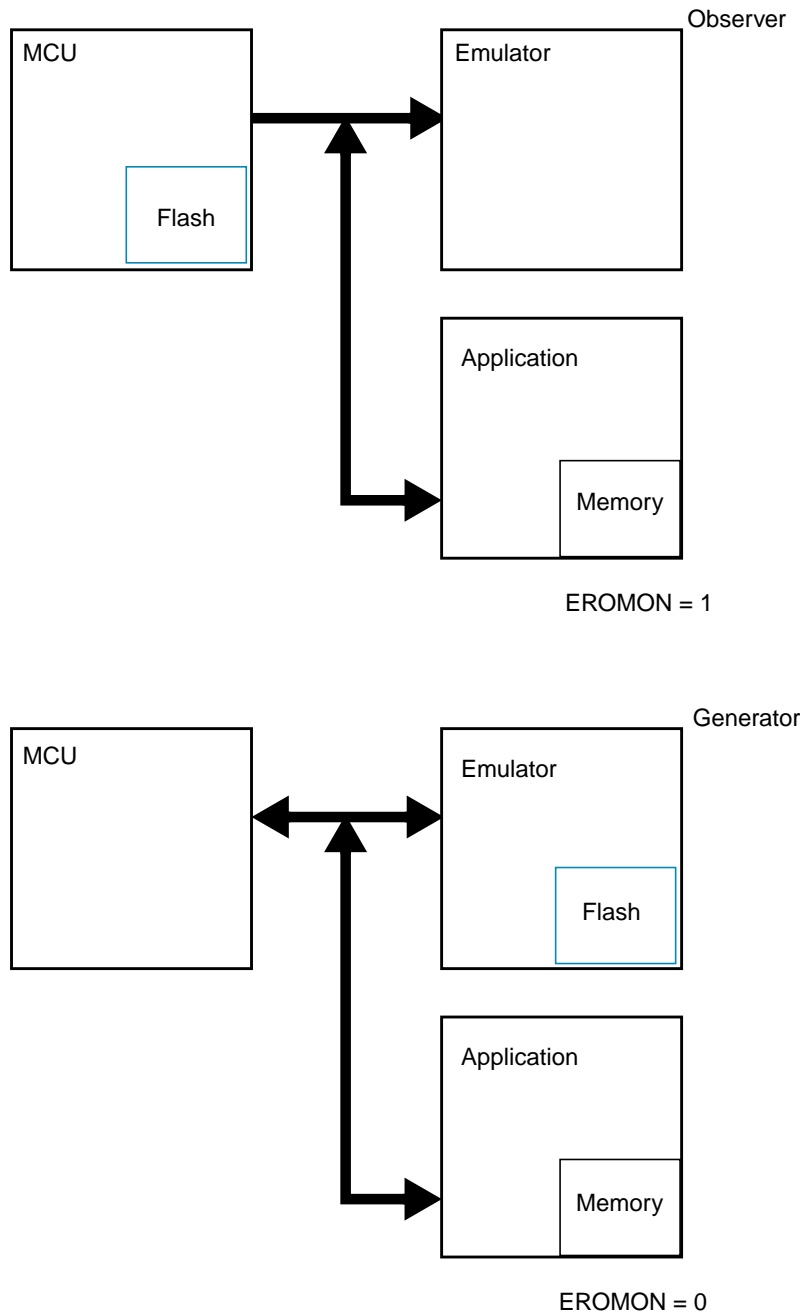 Observer
MCU
Emulator
Flash
Application
Memory
EROMON = 1
Generator
MCU
Emulator
Flash
Application
Memory
EROMON = 0